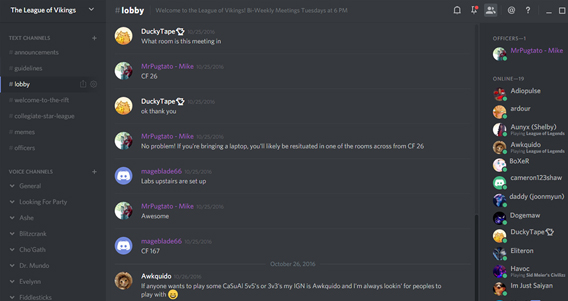 The League of Vikings
# lobby
Welcome to the League of Vikings! Bi-Weekly Meetings Tuesdays at 6 PM
TEXT CHANNELS
# announcements
# guidelines
# lobby
# welcome-to-the-rift
# collegiate-star-league
# memes
# officers
VOICE CHANNELS
General
Looking For Party
Ashe
Blitzcrank
Cho'Gath
Dr. Mundo
Evelynn
Fiddlesticks
DuckyTape 10/25/2016
What room is this meeting in
MrPugtato - Mike 10/25/2016
CF 26
DuckyTape 10/25/2016
ok thank you
MrPugtato - Mike 10/25/2016
No problem! If you're bringing a laptop, you'll likely be resituated in one of the rooms across from CF 26
mageblade66 10/25/2016
Labs upstairs are set up
MrPugtato - Mike 10/25/2016
Awesome
mageblade66 10/25/2016
CF 167
October 26, 2016
Awkquido 10/26/2016
If anyone wants to play some CaSuAl 5v5's or 3v3's my IGN is Awkquido and I'm always lookin' for peoples to
play with
OFFICERS—1
MrPugtato - Mike
ONLINE—19
Adiopulse
ardour
Aunyx (Shelby)
Playing League of Legends
Awkquido
Playing League of Legends
BoXeR
cameron123shaw
daddy (joonmyun)
Dogemaw
DuckyTape
Eliteron
Havoc
Playing Sid Meier's Civiliz
Im Just Saiyan